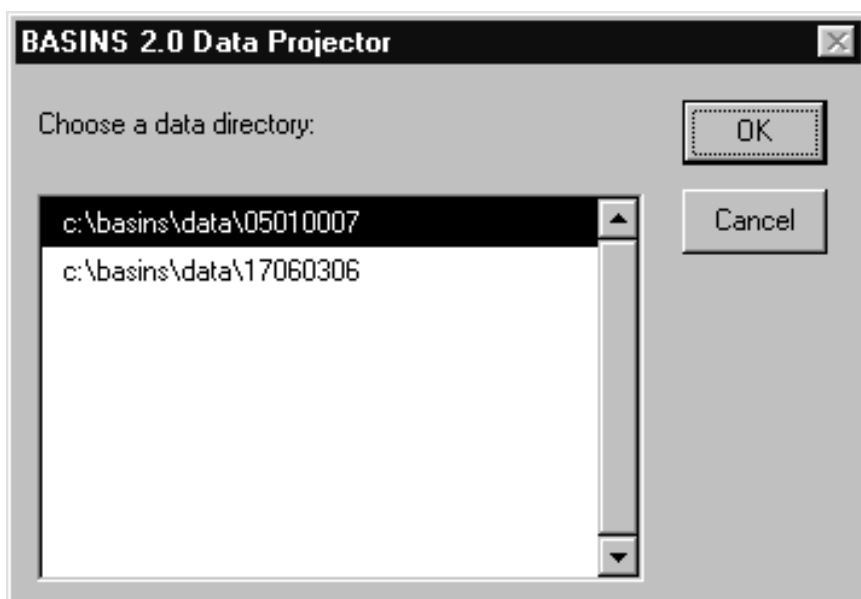 BASINS 2.0 Data Projector
Choose a data directory:
OK
Cancel
c:\basins\data\05010007
c:\basins\data\17060306